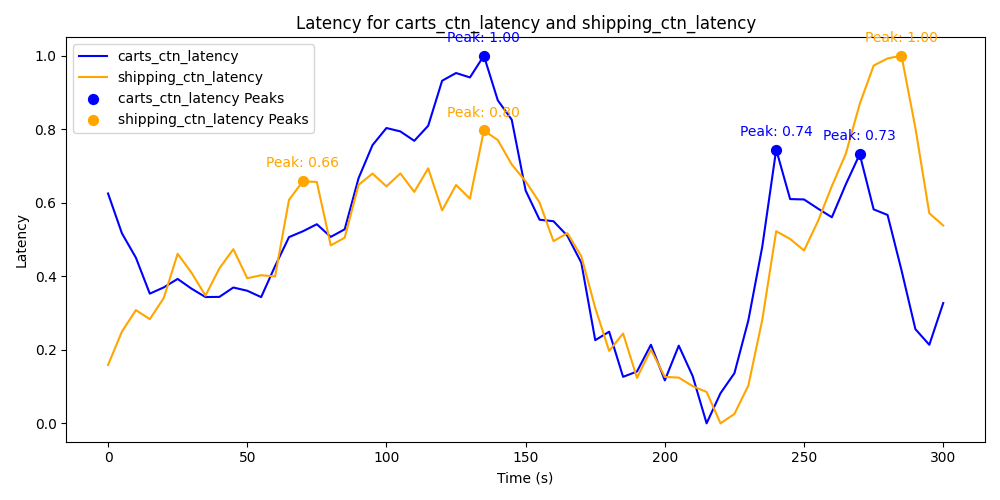 Latency for carts_ctn_latency and shipping_ctn_latency
carts_ctn_latency
shipping_ctn_latency
carts_ctn_latency Peaks
shipping_ctn_latency Peaks
Peak: 1.00
Peak: 1.00
Peak: 0.80
Peak: 0.74
Peak: 0.73
Peak: 0.66
Latency
1.0
0.8
0.6
0.4
0.2
0.0
0 50 100 150 200 250 300
Time (s)